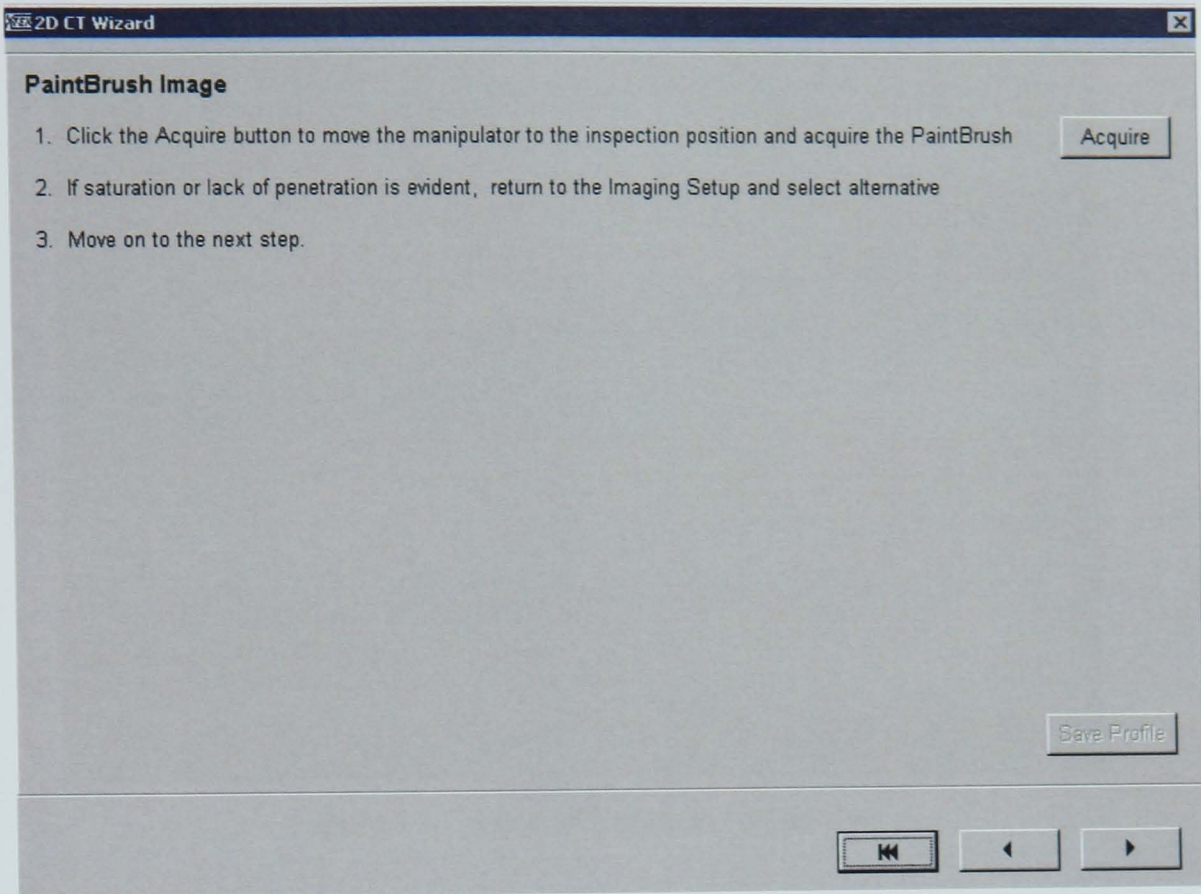 2D CT Wizard
PaintBrush Image
1. Click the Acquire button to move the manipulator to the inspection position and acquire the PaintBrush
Acquire
2. If saturation or lack of penetration is evident, return to the Imaging Setup and select alternative
3. Move on to the next step.
Save Profile